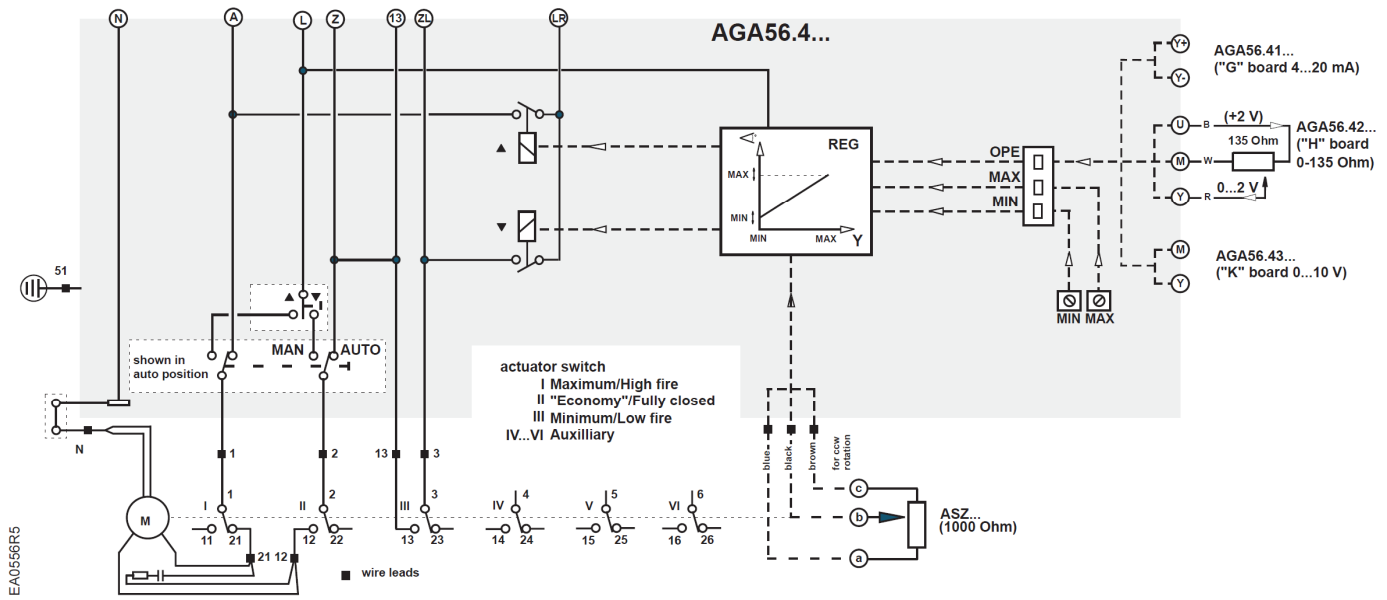 N A L Z 13 ZL LR
AGA56.4...
Y+
Y-
AGA56.41...
("G" board 4...20 mA)
U B (+2 V)
135 Ohm
M W
Y R 0...2 V
AGA56.42...
("H" board
0-135 Ohm)
M
Y
AGA56.43...
("K" board 0...10 V)
REG
MAX
MIN
MIN MAX Y
OPE
MAX
MIN
MIN MAX
51
▲ ▼
▲
▼
shown in
auto position
MAN AUTO
actuator switch
I Maximum/High fire
II "Economy"/Fully closed
III Minimum/Low fire
IV...VI Auxilliary
N
1 2 13 3
blue
black
brown
for ccw
rotation
I 1 II 2 III 3 IV 4 V 5 VI 6
11 21 12 22 13 23 14 24 15 25 16 26
M
21 12
wire leads
c
b
a
ASZ...
(1000 Ohm)
EA0556R5